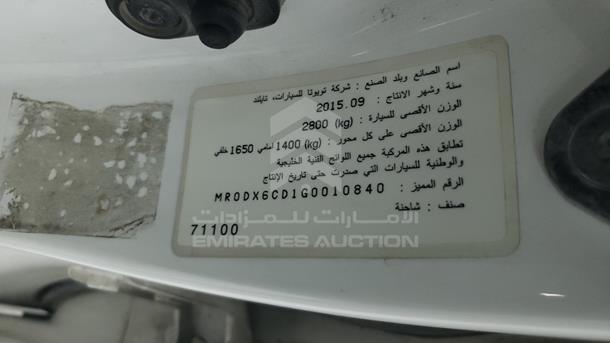 اسم الصانع وبلد الصنع : شركة تويوتا للسيارات، تايلند
سنة وشهر الانتاج : 2015.09
الوزن الأقصى للسيارة : 2800 (kg)
الوزن الأقصى على كل محور : (kg) 1400 أمامي 1650 خلفي
تطابق هذه المركبة جميع اللوائح الفنية الخليجية
والوطنية للسيارات التي صدرت حتى تاريخ الإنتاج
الرقم المميز : MR0DX6CD1G0010840
صنف : شاحنة
71100
الامارات للمزادات
EMIRATES AUCTION